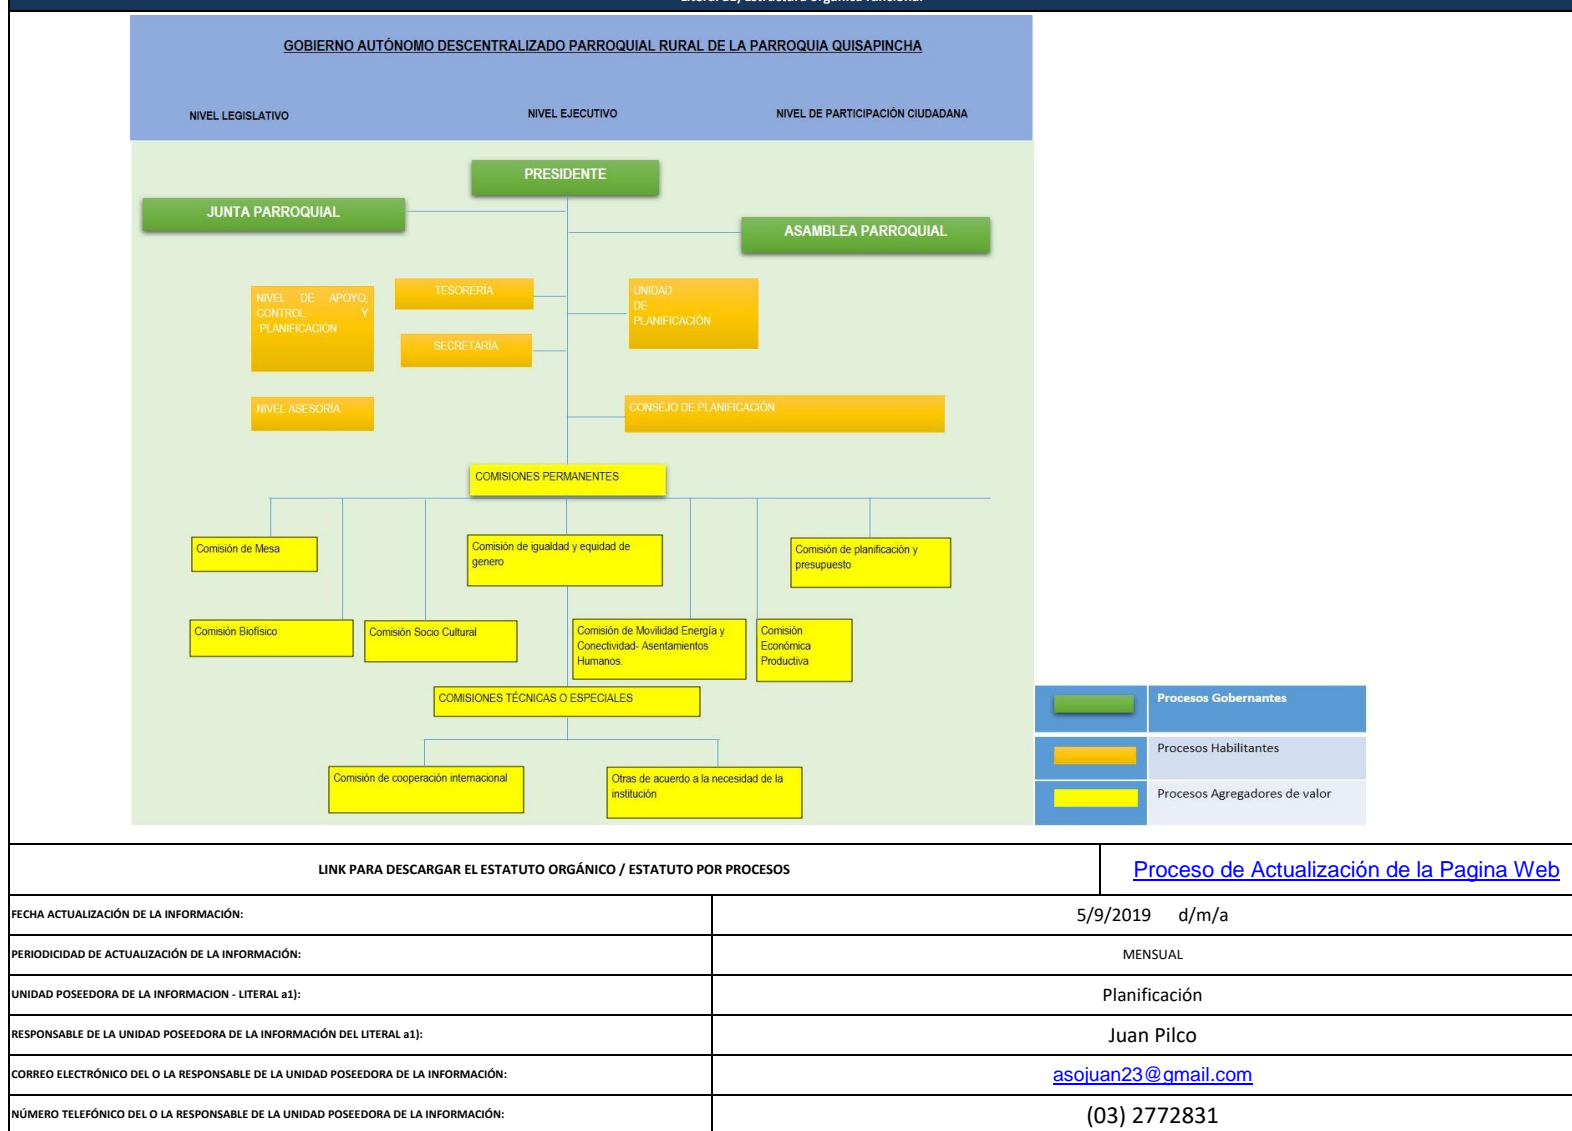 Literal a1) Estructura orgánica funcional
GOBIERNO AUTÓNOMO DESCENTRALIZADO PARROQUIAL RURAL DE LA PARROQUIA QUISAPINCHA
NIVEL LEGISLATIVO
NIVEL EJECUTIVO
NIVEL DE PARTICIPACIÓN CIUDADANA
PRESIDENTE
JUNTA PARROQUIAL
ASAMBLEA PARROQUIAL
NIVEL DE APOYO,
CONTROL Y
'PLANIFICACIÓN
TESORERÍA
UNIDAD
DE
PLANIFICACIÓN
SECRETARÍA
NIVEL ASESORÍA
CONSEJO DE PLANIFICACIÓN
COMISIONES PERMANENTES
Comisión de Mesa
Comisión de igualdad y equidad de
genero
Comisión de planificación y
presupuesto
Comisión Biofísico
Comisión Socio Cultural
Comisión de Movilidad Energía y
Conectividad- Asentamientos
Humanos.
Comisión
Económica
Productiva
COMISIONES TÉCNICAS O ESPECIALES
Comisión de cooperación internacional
Otras de acuerdo a la necesidad de la
institución
Procesos Gobernantes
Procesos Habilitantes
Procesos Agregadores de valor
LINK PARA DESCARGAR EL ESTATUTO ORGÁNICO / ESTATUTO POR PROCESOS
Proceso de Actualización de la Pagina Web
FECHA ACTUALIZACIÓN DE LA INFORMACIÓN:
5/9/2019 d/m/a
PERIODICIDAD DE ACTUALIZACIÓN DE LA INFORMACIÓN:
MENSUAL
UNIDAD POSEEDORA DE LA INFORMACION - LITERAL a1):
Planificación
RESPONSABLE DE LA UNIDAD POSEEDORA DE LA INFORMACIÓN DEL LITERAL a1):
Juan Pilco
CORREO ELECTRÓNICO DEL O LA RESPONSABLE DE LA UNIDAD POSEEDORA DE LA INFORMACIÓN:
asojuan23@gmail.com
NÚMERO TELEFÓNICO DEL O LA RESPONSABLE DE LA UNIDAD POSEEDORA DE LA INFORMACIÓN:
(03) 2772831